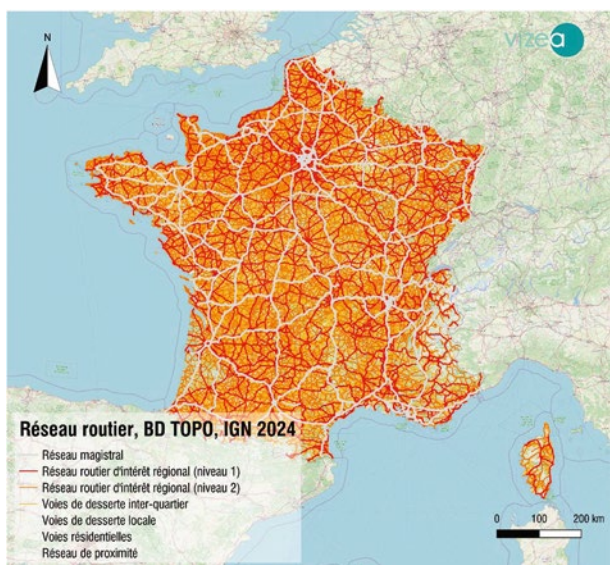 N
vizea
Réseau routier, BD TOPO, IGN 2024
Réseau magistral
Réseau routier d'intérêt régional (niveau 1)
Réseau routier d'intérêt régional (niveau 2)
Voies de desserte inter-quartier
Voies de desserte locale
Voies résidentielles
Réseau de proximité
0 100 200 km